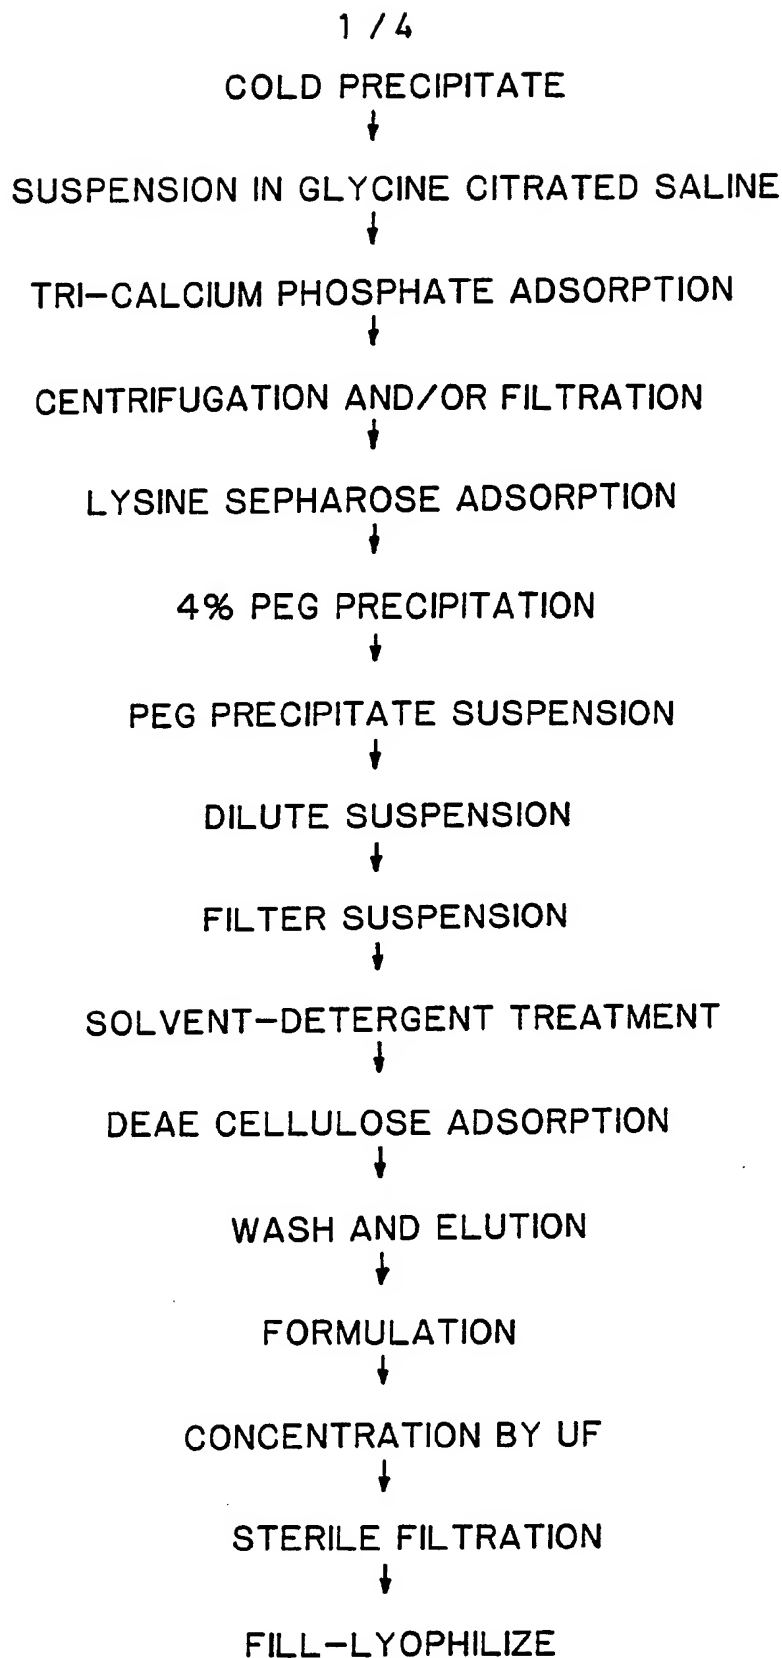 1 / 4
COLD PRECIPITATE
SUSPENSION IN GLYCINE CITRATED SALINE
TRI-CALCIUM PHOSPHATE ADSORPTION
CENTRIFUGATION AND/OR FILTRATION
LYSINE SEPHAROSE ADSORPTION
4% PEG PRECIPITATION
PEG PRECIPITATE SUSPENSION
DILUTE SUSPENSION
FILTER SUSPENSION
SOLVENT-DETERGENT TREATMENT
DEAE CELLULOSE ADSORPTION
WASH AND ELUTION
FORMULATION
CONCENTRATION BY UF
STERILE FILTRATION
FILL-LYOPHILIZE